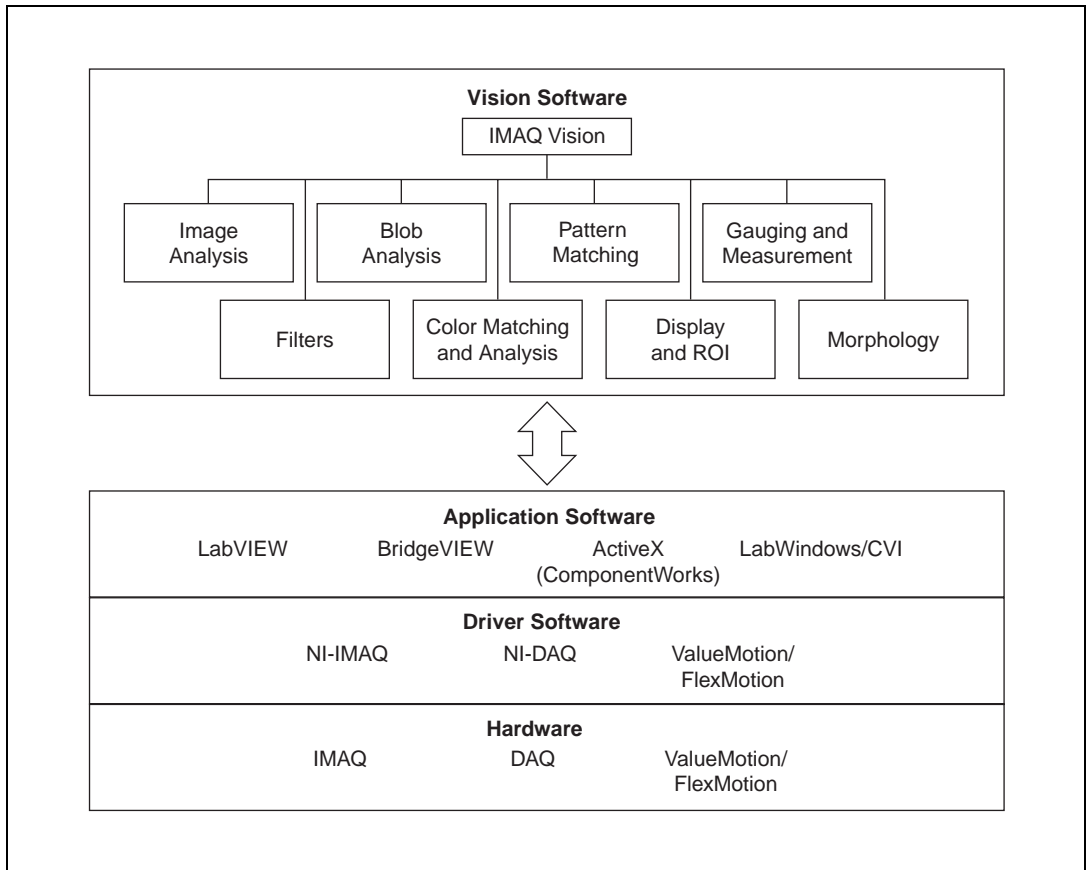 Vision Software
IMAQ Vision
Image
Analysis
Blob
Analysis
Pattern
Matching
Gauging and
Measurement
Filters
Color Matching
and Analysis
Display
and ROI
Morphology
Application Software
LabVIEW
BridgeVIEW
ActiveX
(ComponentWorks)
LabWindows/CVI
Driver Software
NI-IMAQ
NI-DAQ
ValueMotion/
FlexMotion
Hardware
IMAQ
DAQ
ValueMotion/
FlexMotion